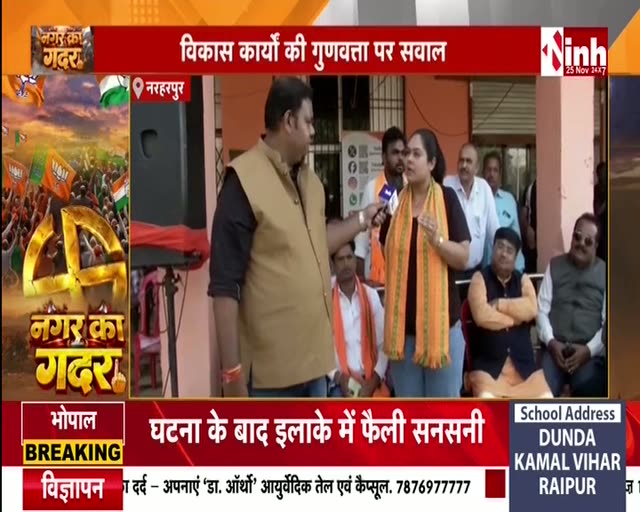 नगर का
गदर
विकास कार्यों की गुणवत्ता पर सवाल
inh
25 Nov 24x7
नरहरपुर
BJP
नगर का
गदर
भोपाल
BREAKING
घटना के बाद इलाके में फैली सनसनी
School Address
DUNDA
KAMAL VIHAR
RAIPUR
विज्ञापन
का दर्द – अपनाएं ‘डा. ऑर्थो’ आयुर्वेदिक तेल एवं कैप्सूल. 7876977777